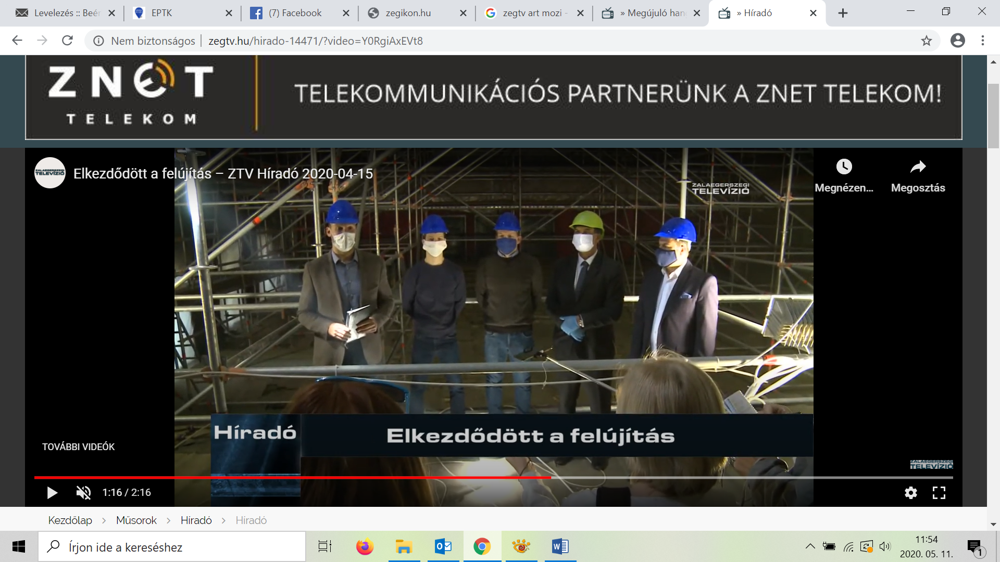 Levelezés :: Beér
EPTK
(7) Facebook
zegikon.hu
zegtv art mozi -
» Megújuló hang
» Híradó
Nem biztonságos
zegtv.hu/hirado-14471/?video=Y0RgiAxEVt8
ZNET
TELEKOM
TELEKOMMUNIKÁCIÓS PARTNERÜNK A ZNET TELEKOM!
ZALAEGERSZEGI
TELEVÍZIÓ
Elkezdődött a felújítás – ZTV Híradó 2020-04-15
ZALAEGERSZEGI
TELEVÍZIÓ
Megnézen...
Megosztás
Híradó
Elkezdődött a felújítás
TOVÁBBI VIDEÓK
ZALAEGERSZEGI
TELEVÍZIÓ
1:16 / 2:16
Kezdőlap > Műsorok > Híradó > Híradó
Írjon ide a kereséshez
11:54
2020. 05. 11.
1